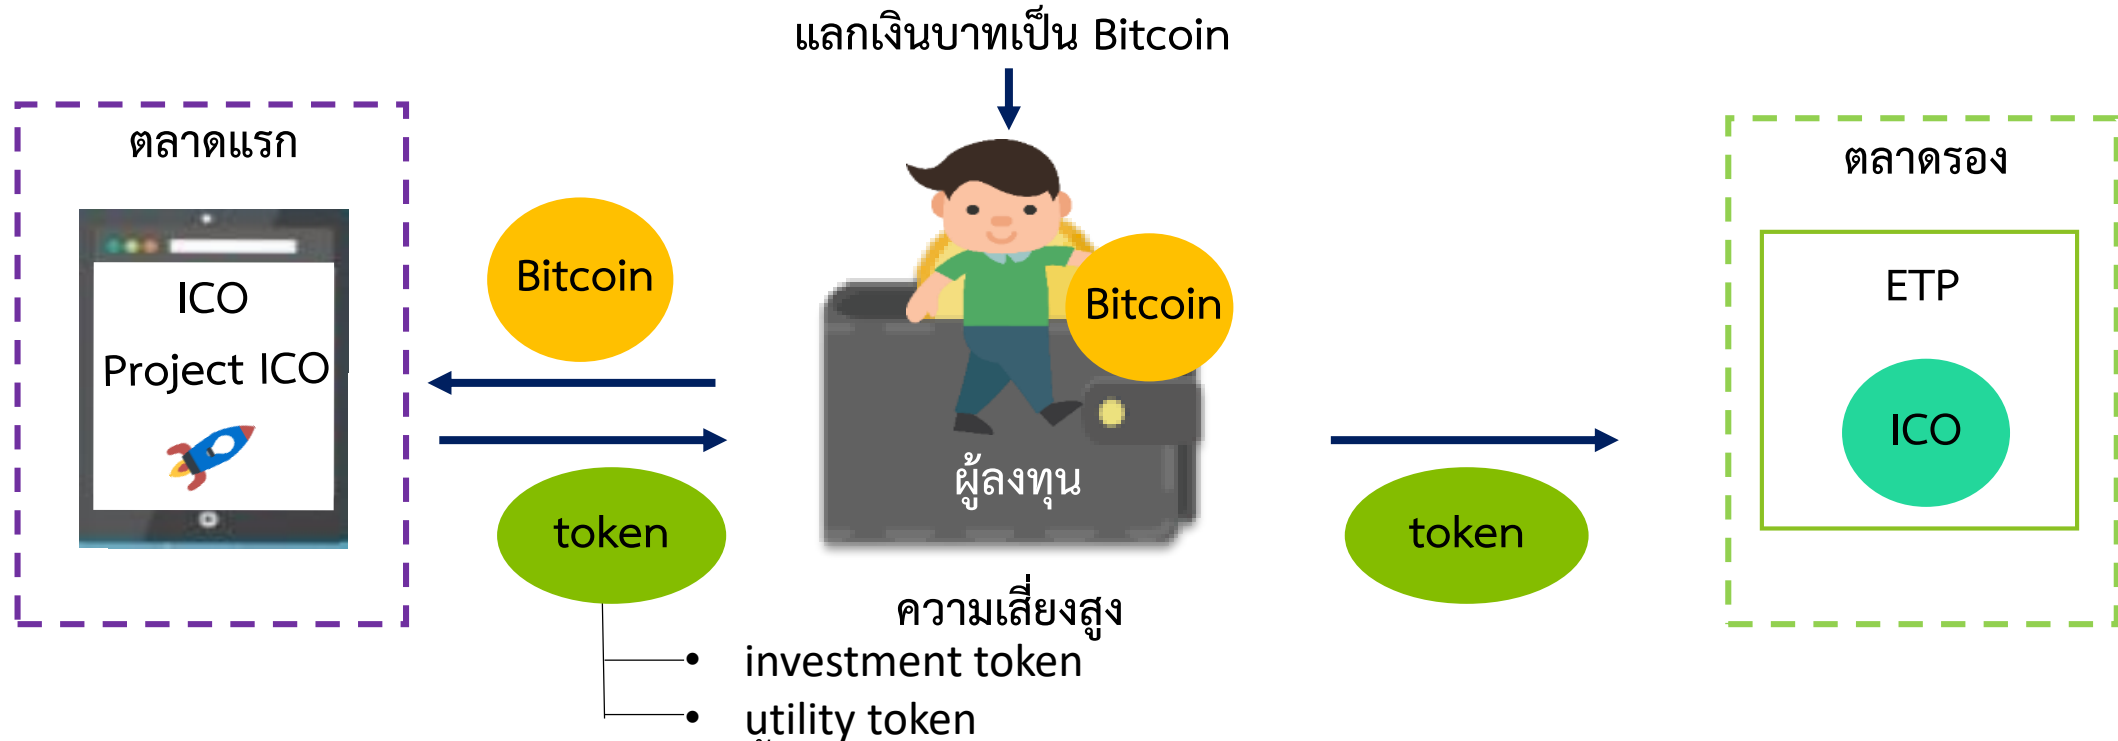 แลกเงินบาทเป็น Bitcoin
ตลาดแรก
ICO
Project ICO
Bitcoin
token
Bitcoin
ผู้ลงทุน
ความเสี่ยงสูง
• investment token
• utility token
token
ตลาดรอง
ETP
ICO